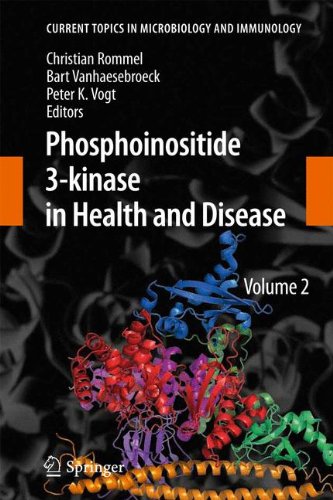 CURRENT TOPICS IN MICROBIOLOGY AND IMMUNOLOGY
Christian Rommel
Bart Vanhaesebroeck
Peter K. Vogt
Editors
Phosphoinositide
3-kinase
in Health and Disease
Volume 2
Springer